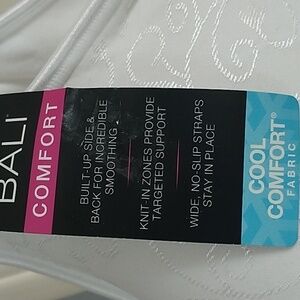 BALI
COMFORT
BUILT-UP SIDE &
BACK FOR INCREDIBLE
SMOOTHING
KNIT-IN ZONES PROVIDE
TARGETED SUPPORT
WIDE, NO-SLIP STRAPS
STAY IN PLACE
COOL
COMFORT®
FABRIC